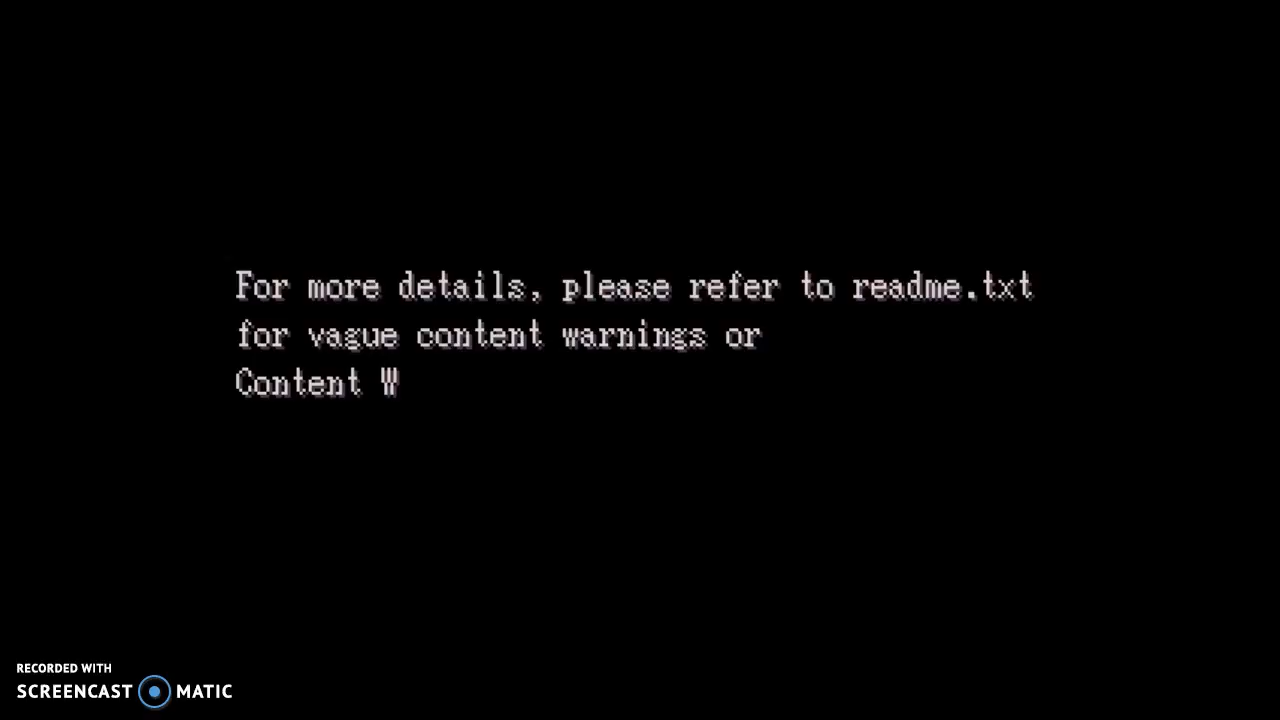 For more details, please refer to readme.txt
for vague content warnings or
Content W
RECORDED WITH
SCREENCAST MATIC